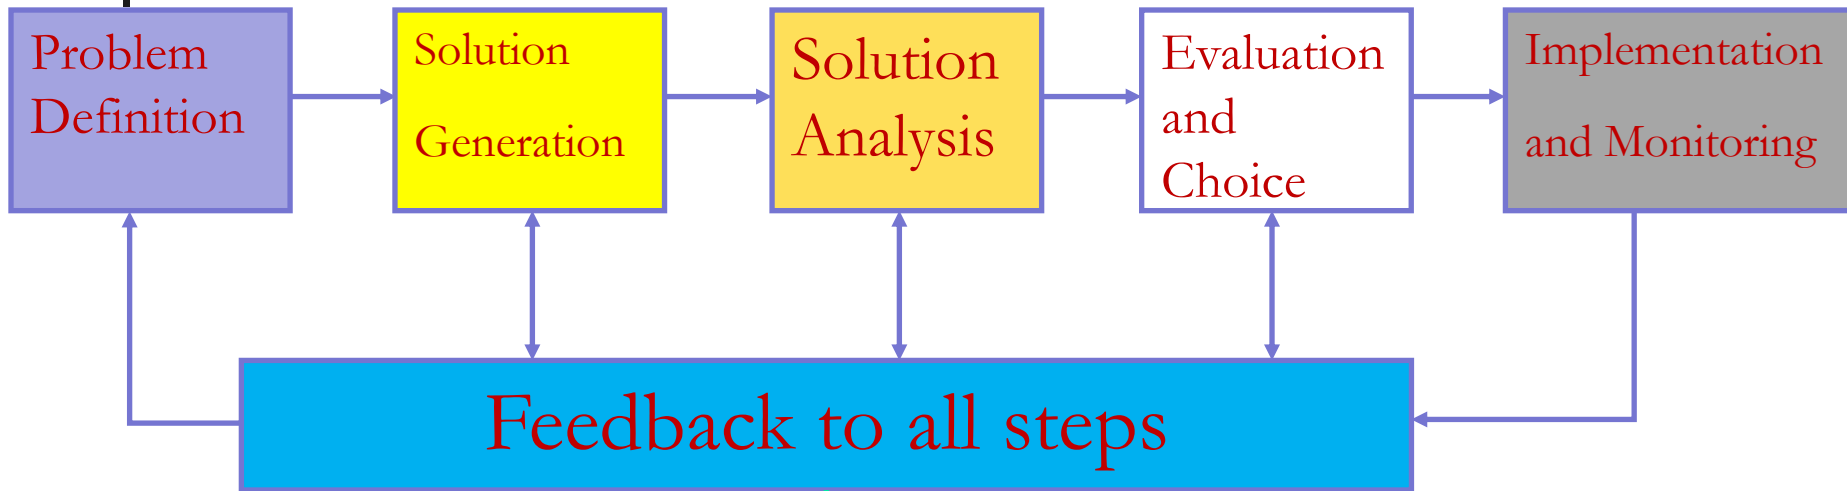 Problem
Definition
Solution
Generation
Solution
Analysis
Evaluation
and
Choice
Implementation
and Monitoring
Feedback to all steps